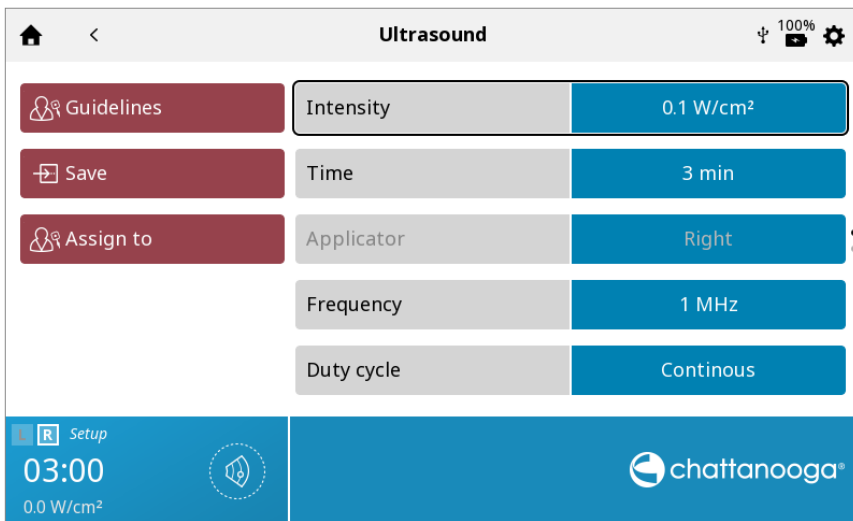 Ultrasound
100%
Guidelines
Intensity
0.1 W/cm²
Save
Time
3 min
Assign to
Applicator
Right
Frequency
1 MHz
Duty cycle
Continous
L R Setup
03:00
0.0 W/cm²
chattanooga®